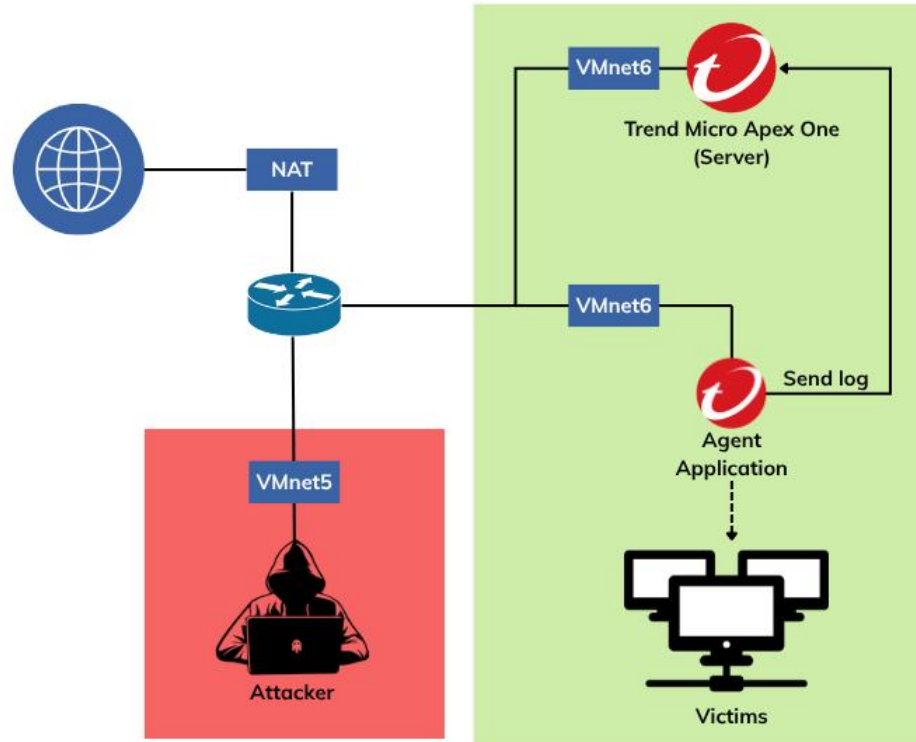 VMnet6
Trend Micro Apex One
(Server)
NAT
VMnet6
Send log
Agent
Application
VMnet5
Attacker
Victims